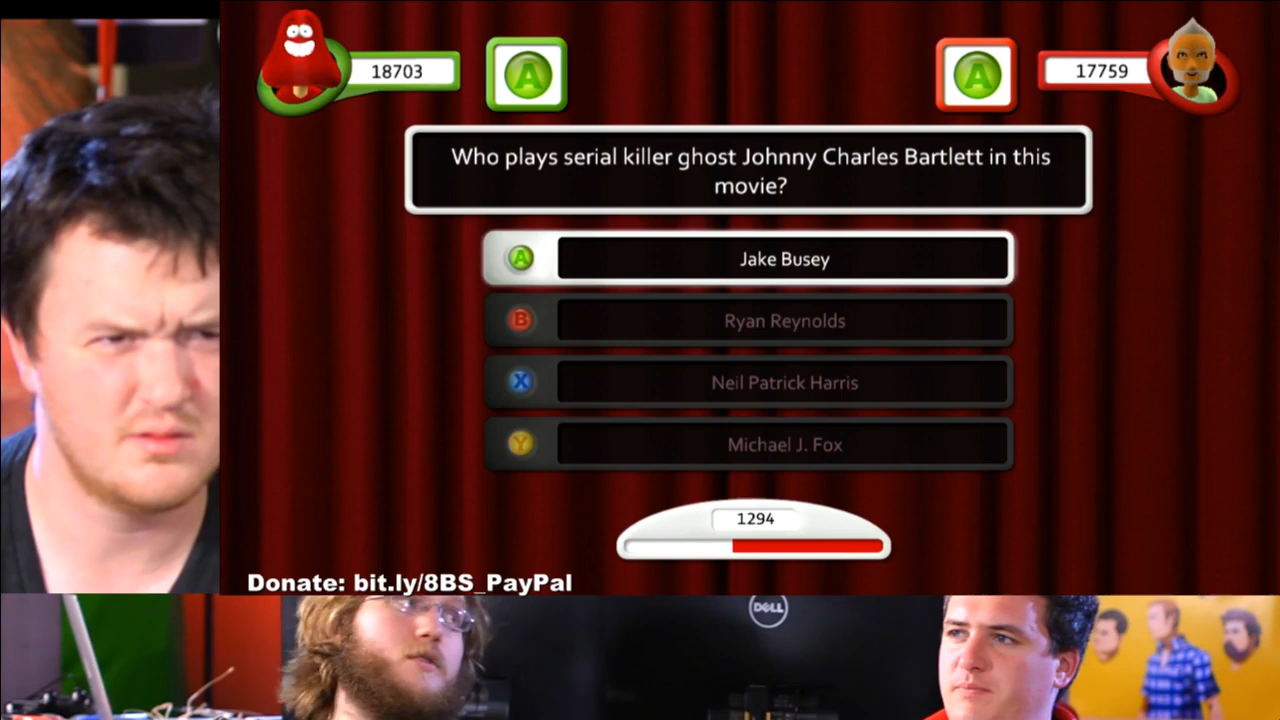 18703
A
A
17759
Who plays serial killer ghost Johnny Charles Bartlett in this
movie?
A Jake Busey
B Ryan Reynolds
X Neil Patrick Harris
Y Michael J. Fox
1294
Donate: bit.ly/8BS_PayPal
DELL